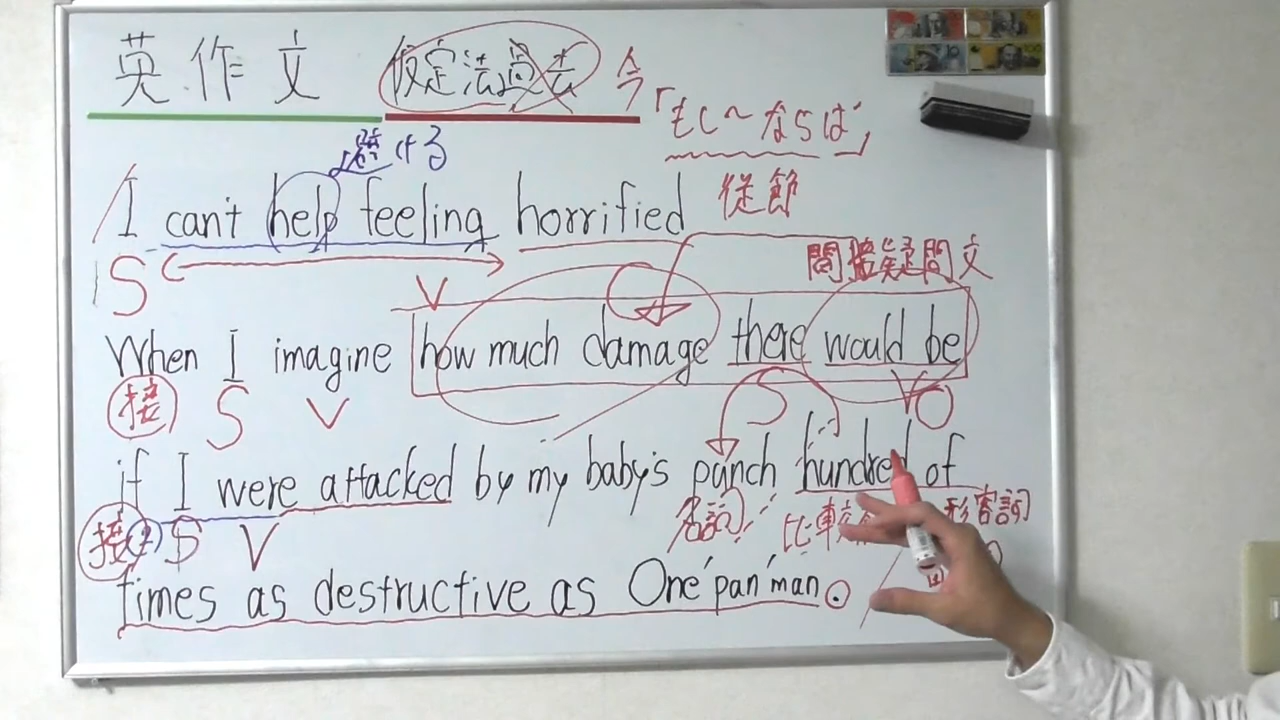 英作文 仮定法過去 今
「もし〜ならば」
避ける
I can't help feeling horrified 従節
S V 間接疑問文
When I imagine how much damage there would be
接 S V S V O
if I were attacked by my baby's punch hundred of
接 S V 名詞 比較 形容詞
times as destructive as One'pan'man.